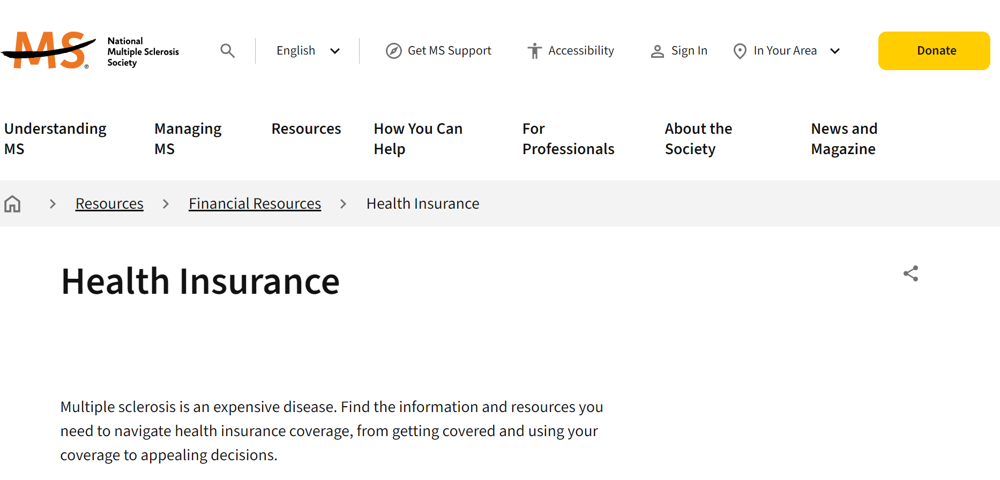 MS®
National
Multiple Sclerosis
Society
English
Get MS Support
Accessibility
Sign In
In Your Area
Donate
Understanding
MS
Managing
MS
Resources
How You Can
Help
For
Professionals
About the
Society
News and
Magazine
Resources
Financial Resources
Health Insurance
Health Insurance
Multiple sclerosis is an expensive disease. Find the information and resources you
need to navigate health insurance coverage, from getting covered and using your
coverage to appealing decisions.